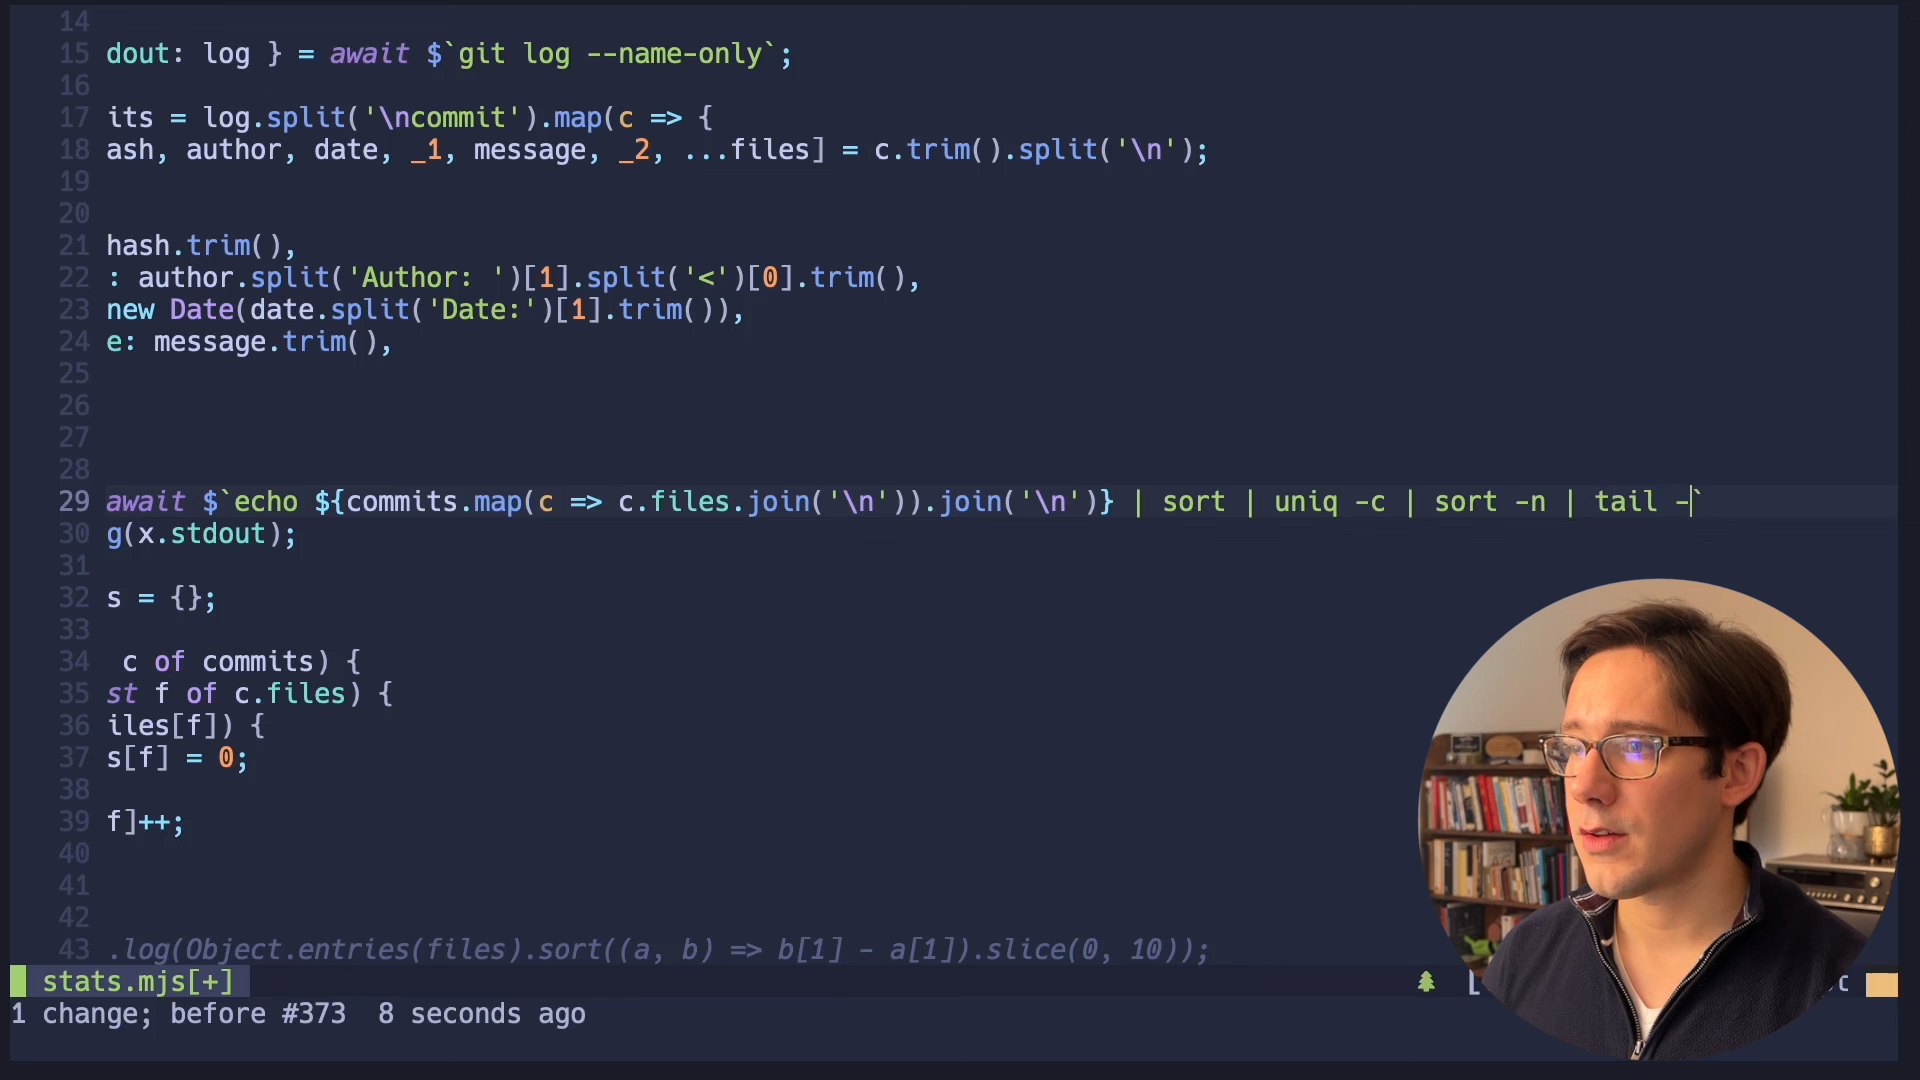 14
15 dout: log } = await $`git log --name-only`;
16
17 its = log.split('\ncommit').map(c => {
18 ash, author, date, _1, message, _2, ...files] = c.trim().split('\n');
19
20
21 hash.trim(),
22 : author.split('Author: ')[1].split('<')[0].trim(),
23 new Date(date.split('Date:')[1].trim()),
24 e: message.trim(),
25
26
27
28
29 await $`echo ${commits.map(c => c.files.join('\n')).join('\n')} | sort | uniq -c | sort -n | tail -`
30 g(x.stdout);
31
32 s = {};
33
34 c of commits) {
35 st f of c.files) {
36 iles[f]) {
37 s[f] = 0;
38
39 f]++;
40
41
42
43 .log(Object.entries(files).sort((a, b) => b[1] - a[1]).slice(0, 10));
stats.mjs[+]
1 change; before #373 8 seconds ago